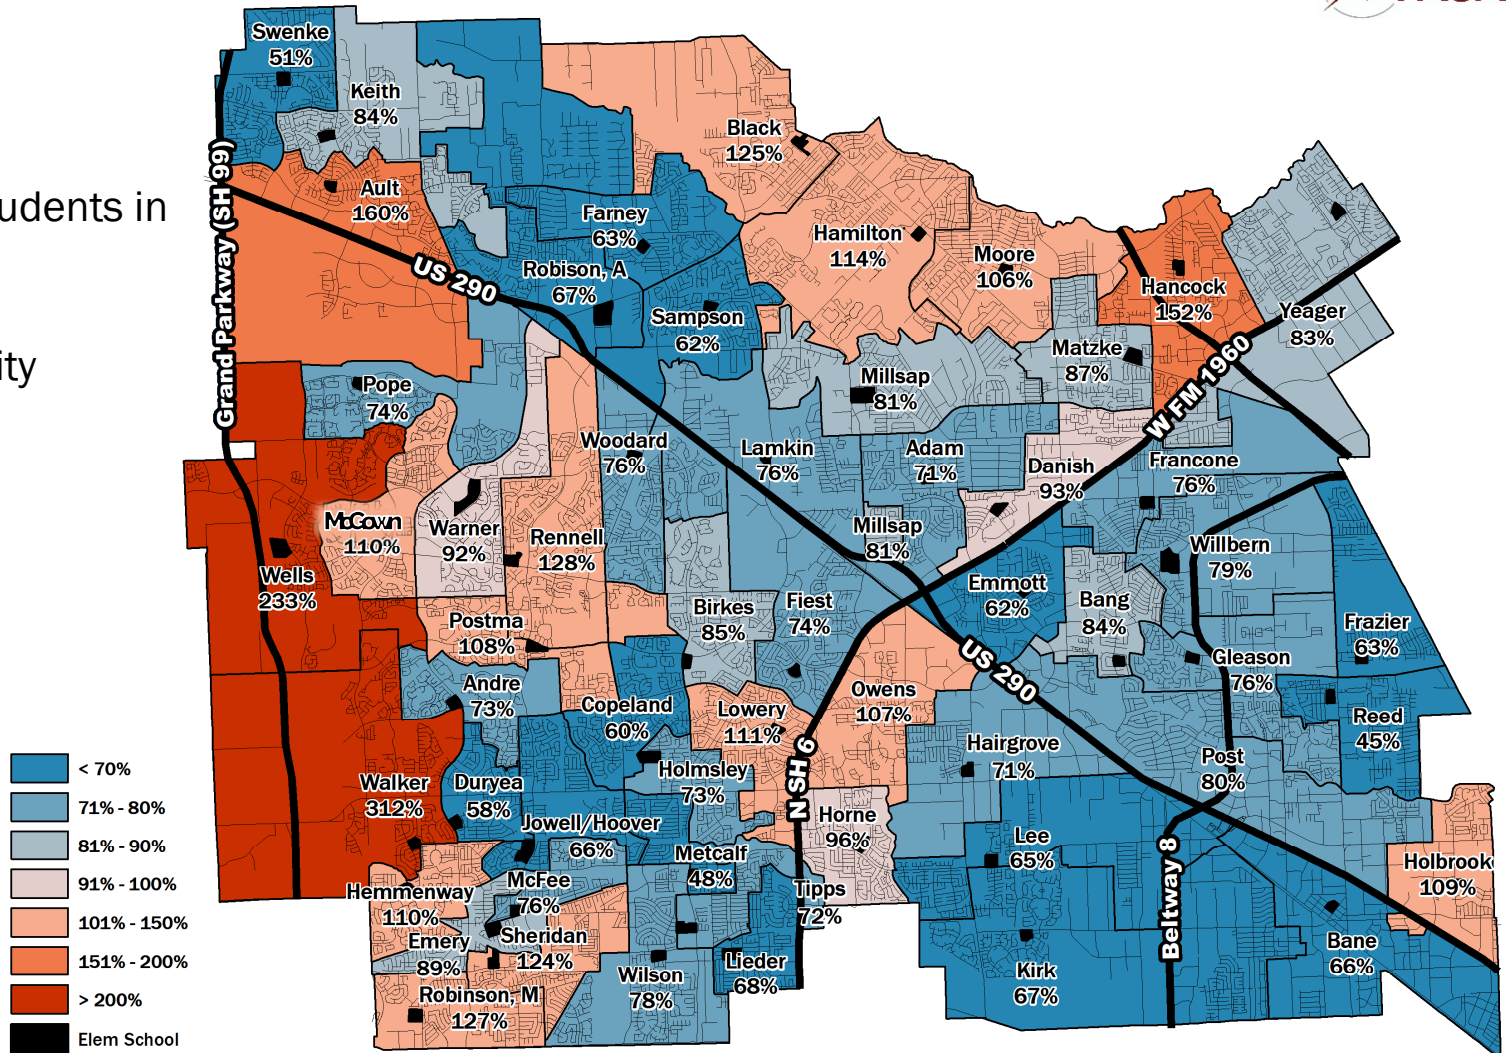 Swenke
51%
Keith
84%
Black
125%
Ault
160%
Farney
63%
Hamilton
114%
Moore
106%
Robison, A
67%
Sampson
62%
Hancock
152%
Yeager
83%
udents in
ity
Grand Parkway (SH 99)
US 290
Pope
74%
Millsap
81%
Matzke
87%
W FM 1960
Woodard
76%
Lamkin
76%
Adam
71%
Danish
93%
Francone
76%
McGown
110%
Warner
92%
Rennell
128%
Millsap
81%
Willbern
79%
Wells
233%
Postma
108%
Birkes
85%
Fiest
74%
Emmott
62%
Bang
84%
Frazier
63%
Andre
73%
Copeland
60%
Lowery
111%
Owens
107%
US 290
Gleason
76%
Reed
45%
Walker
312%
Duryea
58%
Holmsley
73%
N SH 6
Hairgrove
71%
Post
80%
Jowell/Hoover
66%
Metcalf
48%
Horne
96%
Lee
65%
Beltway 8
Holbrook
109%
Hemmenway
110%
McFee
76%
Tipps
72%
Emery
89%
Sheridan
124%
Wilson
78%
Lieder
68%
Kirk
67%
Bane
66%
Robinson, M
127%
< 70%
71% - 80%
81% - 90%
91% - 100%
101% - 150%
151% - 200%
> 200%
Elem School